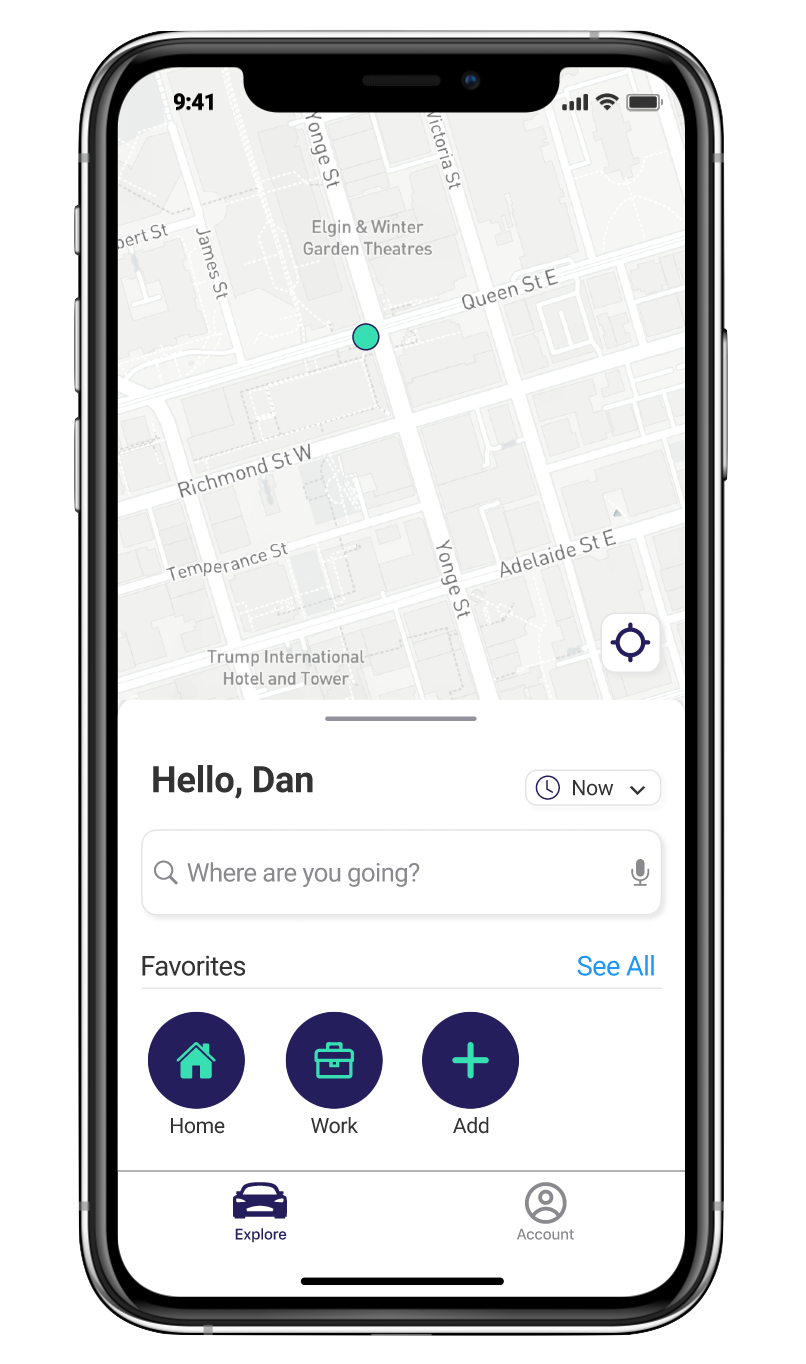 9:41
Yonge St
Victoria St
Elgin & Winter
Garden Theatres
bert St
James St
Queen St E
Richmond St W
Temperance St
Yonge St
Adelaide St E
Trump International
Hotel and Tower
Hello, Dan
Now
Where are you going?
Favorites
See All
Home
Work
Add
Explore
Account